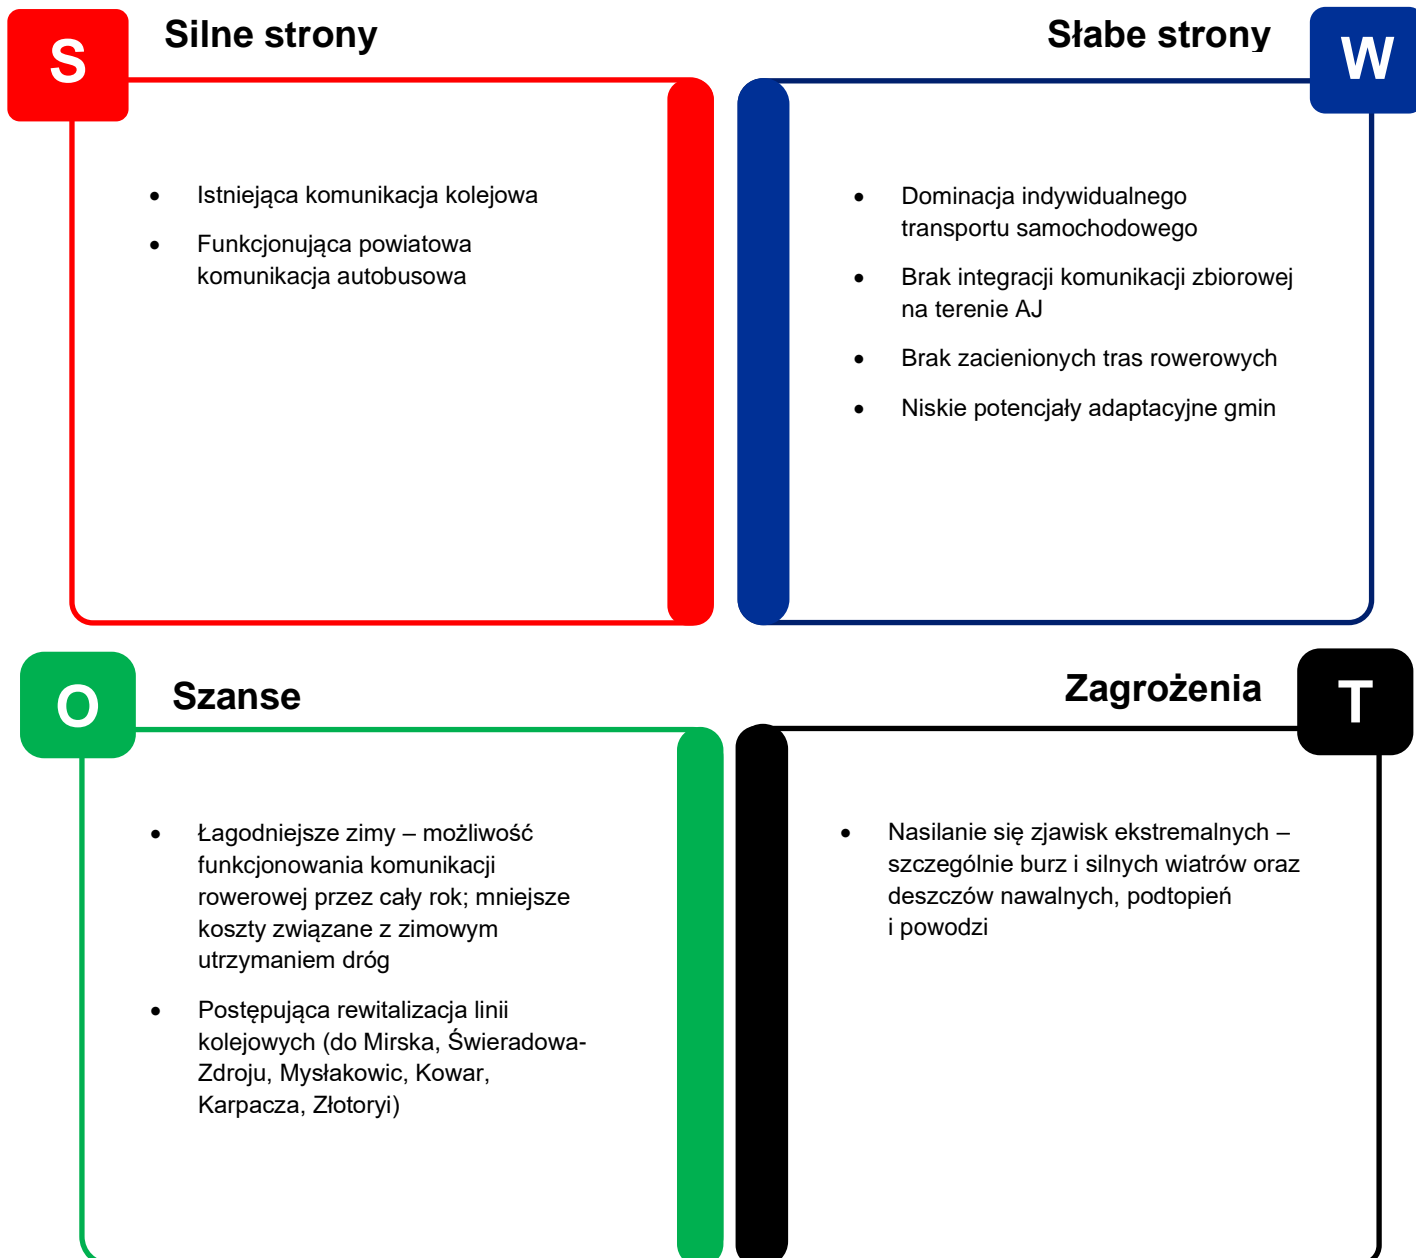 S
Silne strony
• Istniejąca komunikacja kolejowa
• Funkcjonująca powiatowa
komunikacja autobusowa
Słabe strony
W
• Dominacja indywidualnego
transportu samochodowego
• Brak integracji komunikacji zbiorowej
na terenie AJ
• Brak zacienionych tras rowerowych
• Niskie potencjały adaptacyjne gmin
O
Szanse
• Łagodniejsze zimy – możliwość
funkcjonowania komunikacji
rowerowej przez cały rok; mniejsze
koszty związane z zimowym
utrzymaniem dróg
• Postępująca rewitalizacja linii
kolejowych (do Mirska, Świeradowa-
Zdroju, Mysłakowic, Kowar,
Karpacza, Złotoryi)
Zagrożenia
T
• Nasilanie się zjawisk ekstremalnych –
szczególnie burz i silnych wiatrów oraz
deszczów nawalnych, podtopień
i powodzi